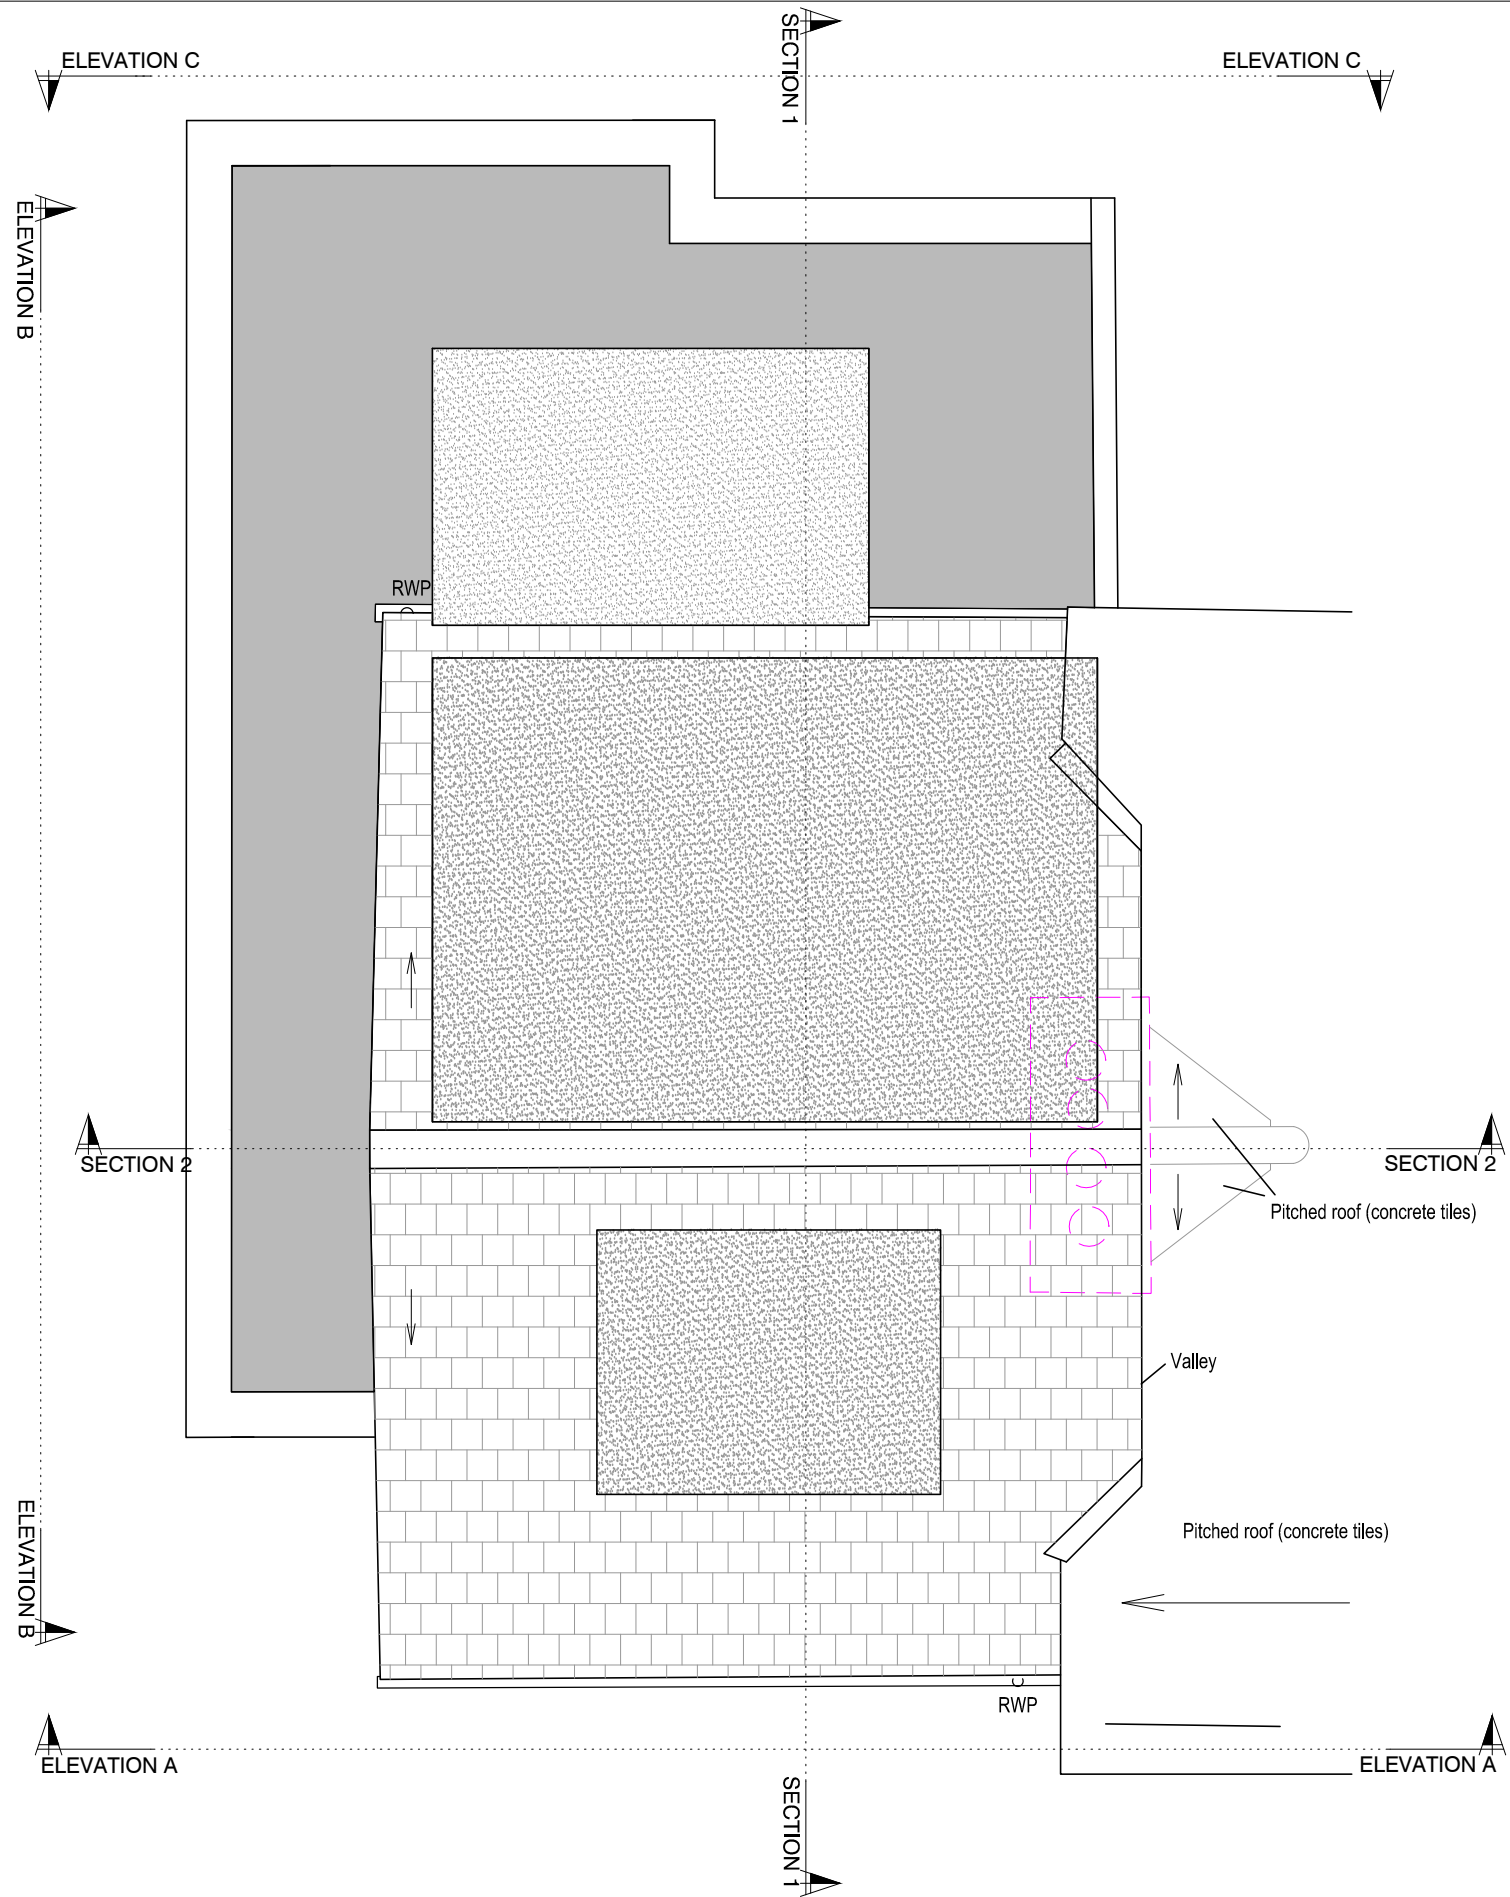 SECTION 1
ELEVATION C
ELEVATION C
ELEVATION B
RWP
SECTION 2
SECTION 2
Pitched roof (concrete tiles)
Valley
ELEVATION B
Pitched roof (concrete tiles)
RWP
ELEVATION A
ELEVATION A
SECTION 1